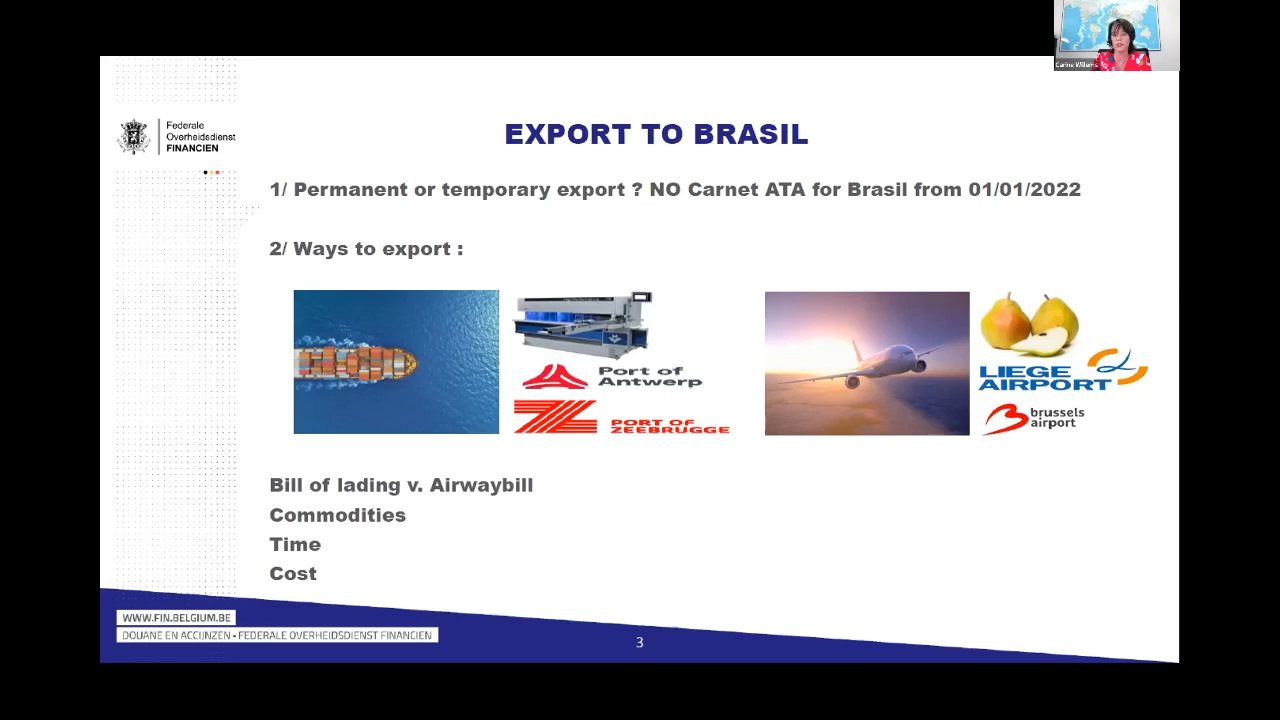 Carine Willems
Federale
Overheidsdienst
FINANCIEN
EXPORT TO BRASIL
1/ Permanent or temporary export ? NO Carnet ATA for Brasil from 01/01/2022
2/ Ways to export :
Port of
Antwerp
PORT OF
ZEEBRUGGE
LIEGE
AIRPORT
brussels
airport
Bill of lading v. Airwaybill
Commodities
Time
Cost
WWW.FIN.BELGIUM.BE
DOUANE EN ACCIJNZEN - FEDERALE OVERHEIDSDIENST FINANCIEN
3